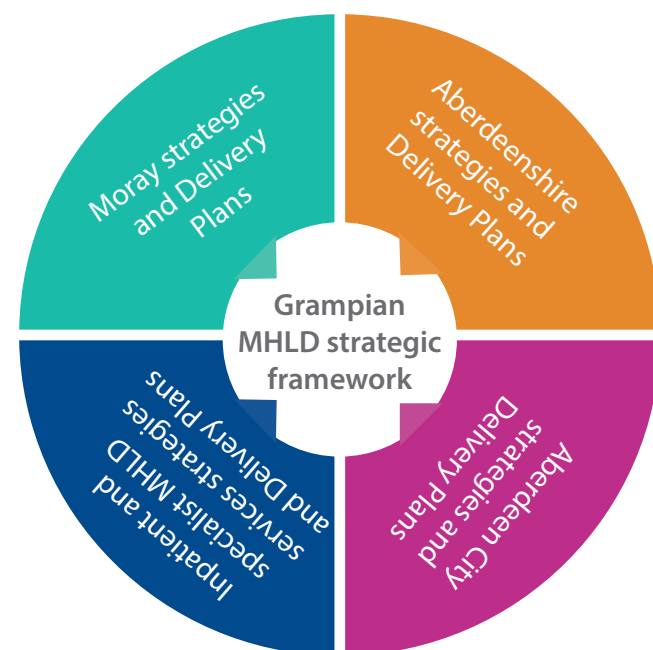 Moray strategies
and Delivery
Plans
Aberdeenshire
strategies and
Delivery Plans
Grampian
MHLD strategic
framework
Inpatient and
specialist MHLD
services strategies
and Delivery Plans
Aberdeen City
strategies and
Delivery Plans